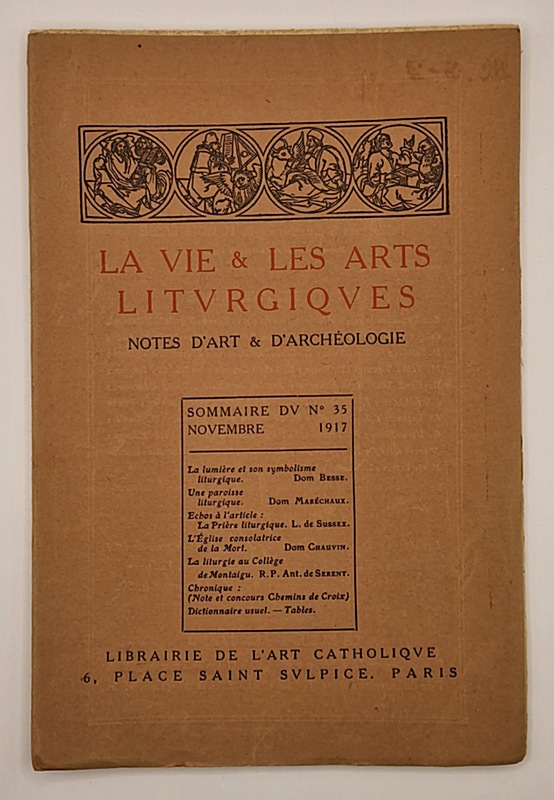 LA VIE & LES ARTS
LITVRGIQVES
NOTES D'ART & D'ARCHÉOLOGIE
SOMMAIRE DV Nº 35
NOVEMBRE 1917
La lumière et son symbolisme
liturgique. Dom BESSE.
Une paroisse
liturgique. Dom MARÉCHAUX.
Echos à l'article :
La Prière liturgique. L. de SUSSEX.
L'Église consolatrice
de la Mort. Dom CHAUVIN.
La liturgie au Collège
de Montaigu. R. P. Ant. de SERENT.
Chronique :
(Note et concours Chemins de Croix)
Dictionnaire usuel. — Tables.
LIBRAIRIE DE L'ART CATHOLIQVE
6, PLACE SAINT SVLPICE. PARIS